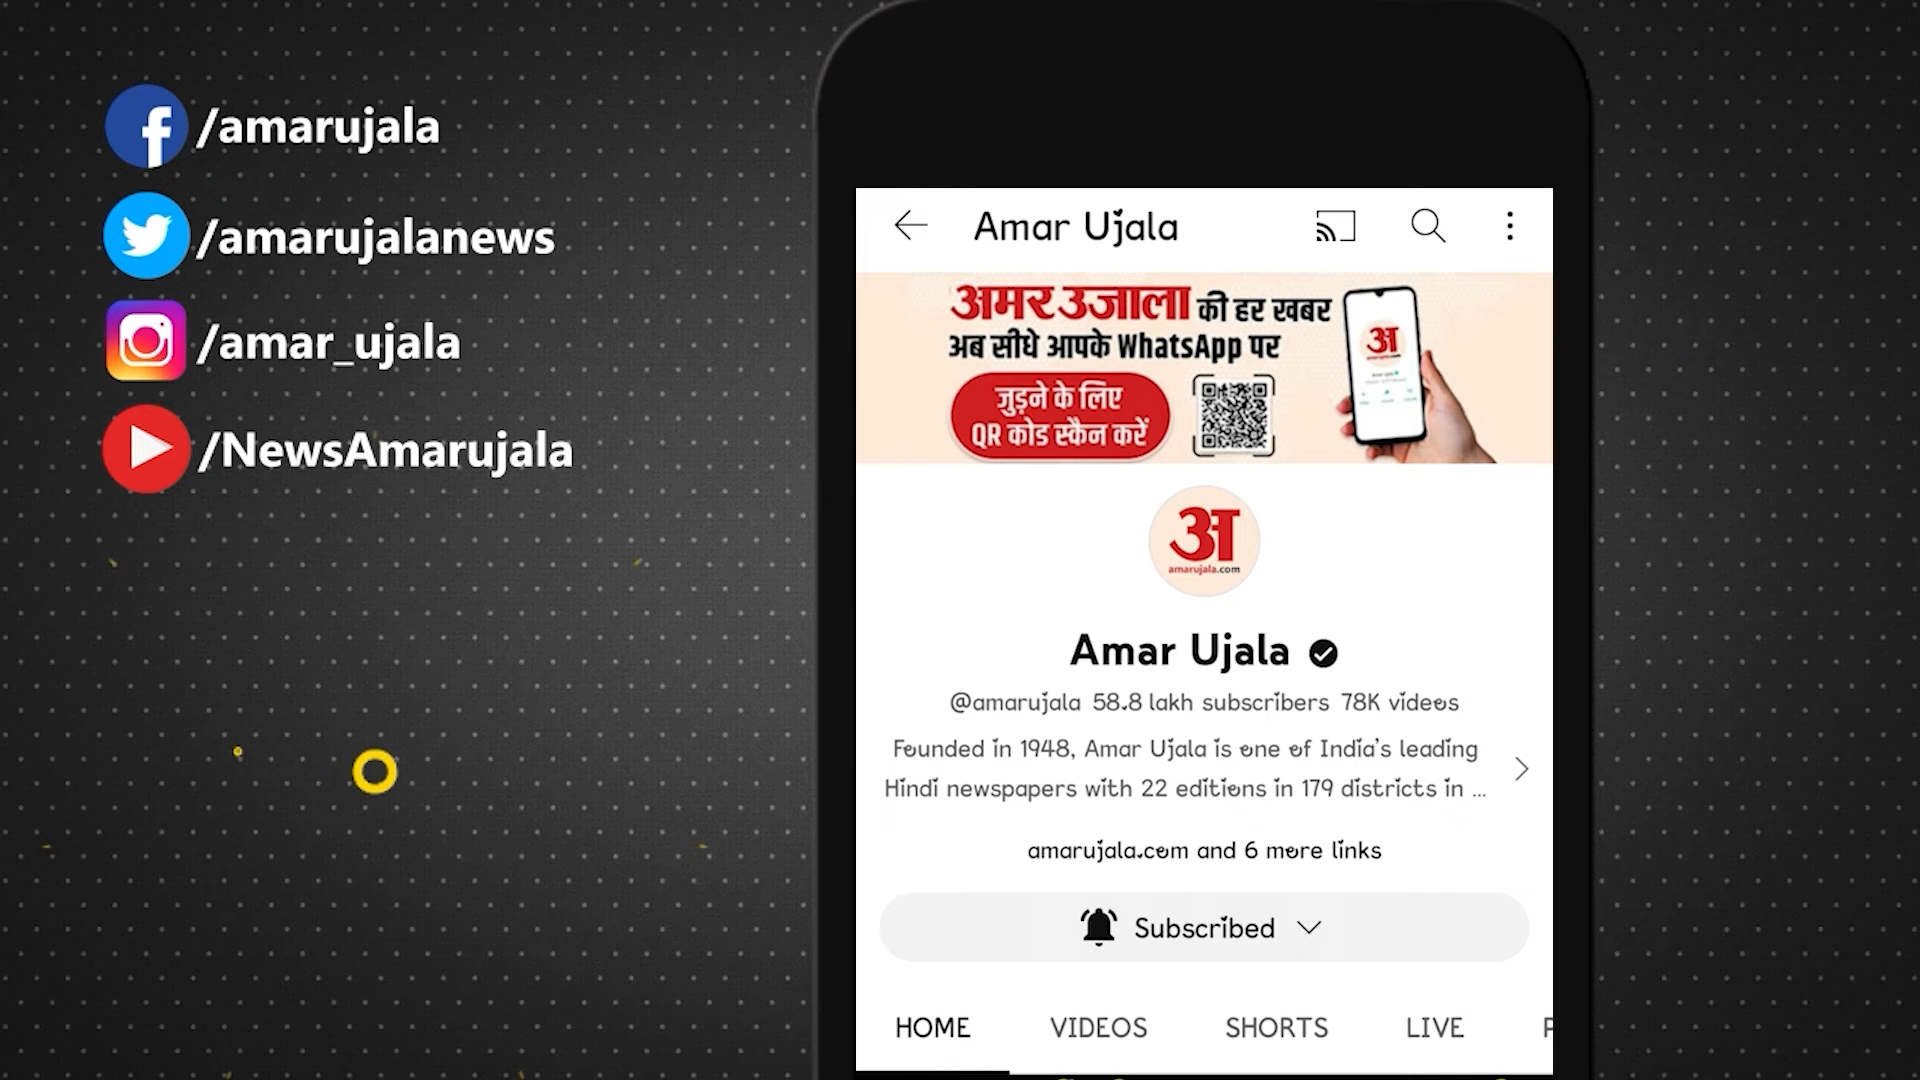 /amarujala
/amarujalanews
/amar_ujala
/NewsAmarujala
Amar Ujala
अमर उजाला की हर खबर
अब सीधे आपके WhatsApp पर
जुड़ने के लिए
QR कोड स्कैन करें
अ
अ
amarujala.com
Amar Ujala
@amarujala 58.8 lakh subscribers 78K videos
Founded in 1948, Amar Ujala is one of India's leading
Hindi newspapers with 22 editions in 179 districts in ...
amarujala.com and 6 more links
Subscribed
HOME VIDEOS SHORTS LIVE